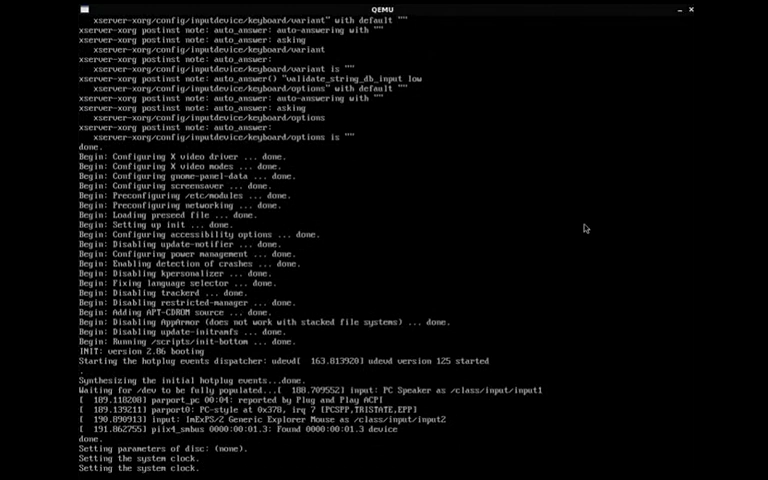 QEMU
xserver-xorg/config/inputdevice/keyboard/variant" with default ""
xserver-xorg postinst note: auto_answer: auto-answering with ""
xserver-xorg postinst note: auto_answer: asking
xserver-xorg/config/inputdevice/keyboard/variant
xserver-xorg postinst note: auto_answer:
xserver-xorg/config/inputdevice/keyboard/variant is ""
xserver-xorg postinst note: auto_answer() "validate_string_db_input low
xserver-xorg/config/inputdevice/keyboard/options" with default ""
xserver-xorg postinst note: auto_answer: auto-answering with ""
xserver-xorg postinst note: auto_answer: asking
xserver-xorg/config/inputdevice/keyboard/options
xserver-xorg postinst note: auto_answer:
xserver-xorg/config/inputdevice/keyboard/options is ""
done.
Begin: Configuring X video driver ... done.
Begin: Configuring X video modes ... done.
Begin: Configuring gnome-panel-data ... done.
Begin: Configuring screensaver ... done.
Begin: Preconfiguring /etc/modules ... done.
Begin: Preconfiguring networking ... done.
Begin: Loading preseed file ... done.
Begin: Setting up init ... done.
Begin: Configuring accessibility options ... done.
Begin: Disabling update-notifier ... done.
Begin: Configuring power management ... done.
Begin: Enabling detection of crashes ... done.
Begin: Disabling kpersonalizer ... done.
Begin: Fixing language selector ... done.
Begin: Disabling trackerd ... done.
Begin: Disabling restricted-manager ... done.
Begin: Adding APT-CDROM source ... done.
Begin: Disabling AppArmor (does not work with stacked file systems) ... done.
Begin: Disabling update-initramfs ... done.
Begin: Running /scripts/init-bottom ... done.
INIT: version 2.86 booting
Starting the hotplug events dispatcher: udevd[  163.813920] udevd version 125 started
.
Synthesizing the initial hotplug events...done.
Waiting for /dev to be fully populated...[  188.709552] input: PC Speaker as /class/input/input1
[  189.118208] parport_pc 00:04: reported by Plug and Play ACPI
[  189.139211] parport0: PC-style at 0x378, irq 7 [PCSPP,TRISTATE,EPP]
[  190.890913] input: ImExPS/2 Generic Explorer Mouse as /class/input/input2
[  191.862755] piix4_smbus 0000:00:01.3: Found 0000:00:01.3 device
done.
Setting parameters of disc: (none).
Setting the system clock.
Setting the system clock.